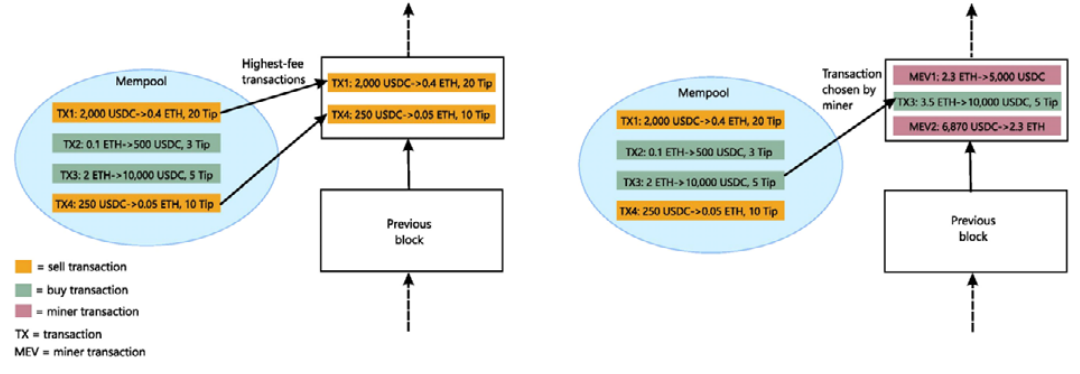 Mempool
TX1: 2,000 USDC->0.4 ETH, 20 Tip
TX2: 0.1 ETH->500 USDC, 3 Tip
TX3: 2 ETH->10,000 USDC, 5 Tip
TX4: 250 USDC->0.05 ETH, 10 Tip
Highest-fee
transactions
TX1: 2,000 USDC->0.4 ETH, 20 Tip
TX4: 250 USDC->0.05 ETH, 10 Tip
Previous
block
= sell transaction
= buy transaction
= miner transaction
TX = transaction
MEV = miner transaction
Mempool
TX1: 2,000 USDC->0.4 ETH, 20 Tip
TX2: 0.1 ETH->500 USDC, 3 Tip
TX3: 2 ETH->10,000 USDC, 5 Tip
TX4: 250 USDC->0.05 ETH, 10 Tip
Transaction
chosen by
miner
MEV1: 2.3 ETH->5,000 USDC
TX3: 3.5 ETH->10,000 USDC, 5 Tip
MEV2: 6,870 USDC->2.3 ETH
Previous
block